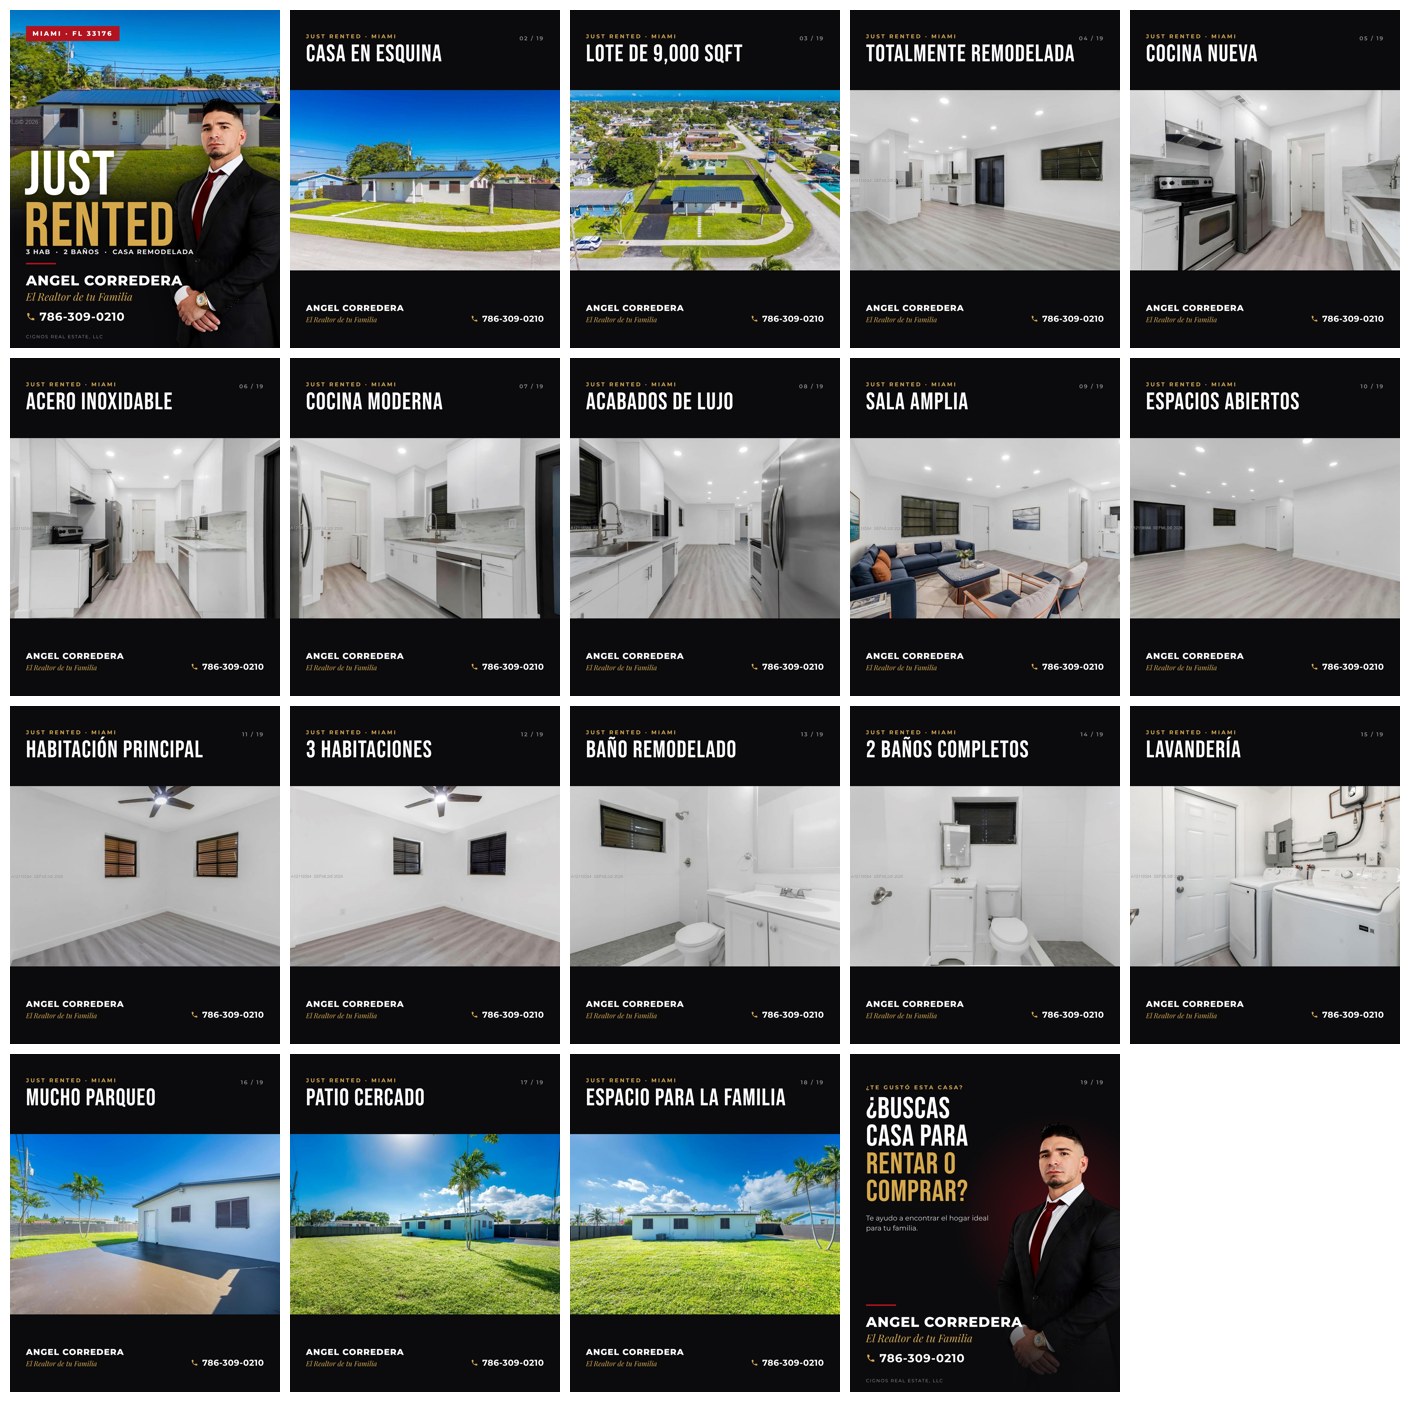 MIAMI · FL 33176
JUST
RENTED
3 HAB · 2 BAÑOS · CASA REMODELADA
ANGEL CORREDERA
El Realtor de tu Familia
786-309-0210
CIGNOS REAL ESTATE, LLC
JUST RENTED · MIAMI
02 / 19
CASA EN ESQUINA
ANGEL CORREDERA
El Realtor de tu Familia
786-309-0210
JUST RENTED · MIAMI
03 / 19
LOTE DE 9,000 SQFT
ANGEL CORREDERA
El Realtor de tu Familia
786-309-0210
JUST RENTED · MIAMI
04 / 19
TOTALMENTE REMODELADA
ANGEL CORREDERA
El Realtor de tu Familia
786-309-0210
JUST RENTED · MIAMI
05 / 19
COCINA NUEVA
ANGEL CORREDERA
El Realtor de tu Familia
786-309-0210
JUST RENTED · MIAMI
06 / 19
ACERO INOXIDABLE
ANGEL CORREDERA
El Realtor de tu Familia
786-309-0210
JUST RENTED · MIAMI
07 / 19
COCINA MODERNA
ANGEL CORREDERA
El Realtor de tu Familia
786-309-0210
JUST RENTED · MIAMI
08 / 19
ACABADOS DE LUJO
ANGEL CORREDERA
El Realtor de tu Familia
786-309-0210
JUST RENTED · MIAMI
09 / 19
SALA AMPLIA
ANGEL CORREDERA
El Realtor de tu Familia
786-309-0210
JUST RENTED · MIAMI
10 / 19
ESPACIOS ABIERTOS
ANGEL CORREDERA
El Realtor de tu Familia
786-309-0210
JUST RENTED · MIAMI
11 / 19
HABITACIÓN PRINCIPAL
ANGEL CORREDERA
El Realtor de tu Familia
786-309-0210
JUST RENTED · MIAMI
12 / 19
3 HABITACIONES
ANGEL CORREDERA
El Realtor de tu Familia
786-309-0210
JUST RENTED · MIAMI
13 / 19
BAÑO REMODELADO
ANGEL CORREDERA
El Realtor de tu Familia
786-309-0210
JUST RENTED · MIAMI
14 / 19
2 BAÑOS COMPLETOS
ANGEL CORREDERA
El Realtor de tu Familia
786-309-0210
JUST RENTED · MIAMI
15 / 19
LAVANDERÍA
ANGEL CORREDERA
El Realtor de tu Familia
786-309-0210
JUST RENTED · MIAMI
16 / 19
MUCHO PARQUEO
ANGEL CORREDERA
El Realtor de tu Familia
786-309-0210
JUST RENTED · MIAMI
17 / 19
PATIO CERCADO
ANGEL CORREDERA
El Realtor de tu Familia
786-309-0210
JUST RENTED · MIAMI
18 / 19
ESPACIO PARA LA FAMILIA
ANGEL CORREDERA
El Realtor de tu Familia
786-309-0210
19 / 19
¿TE GUSTÓ ESTA CASA?
¿BUSCAS
CASA PARA
RENTAR O
COMPRAR?
Te ayudo a encontrar el hogar ideal
para tu familia.
ANGEL CORREDERA
El Realtor de tu Familia
786-309-0210
CIGNOS REAL ESTATE, LLC